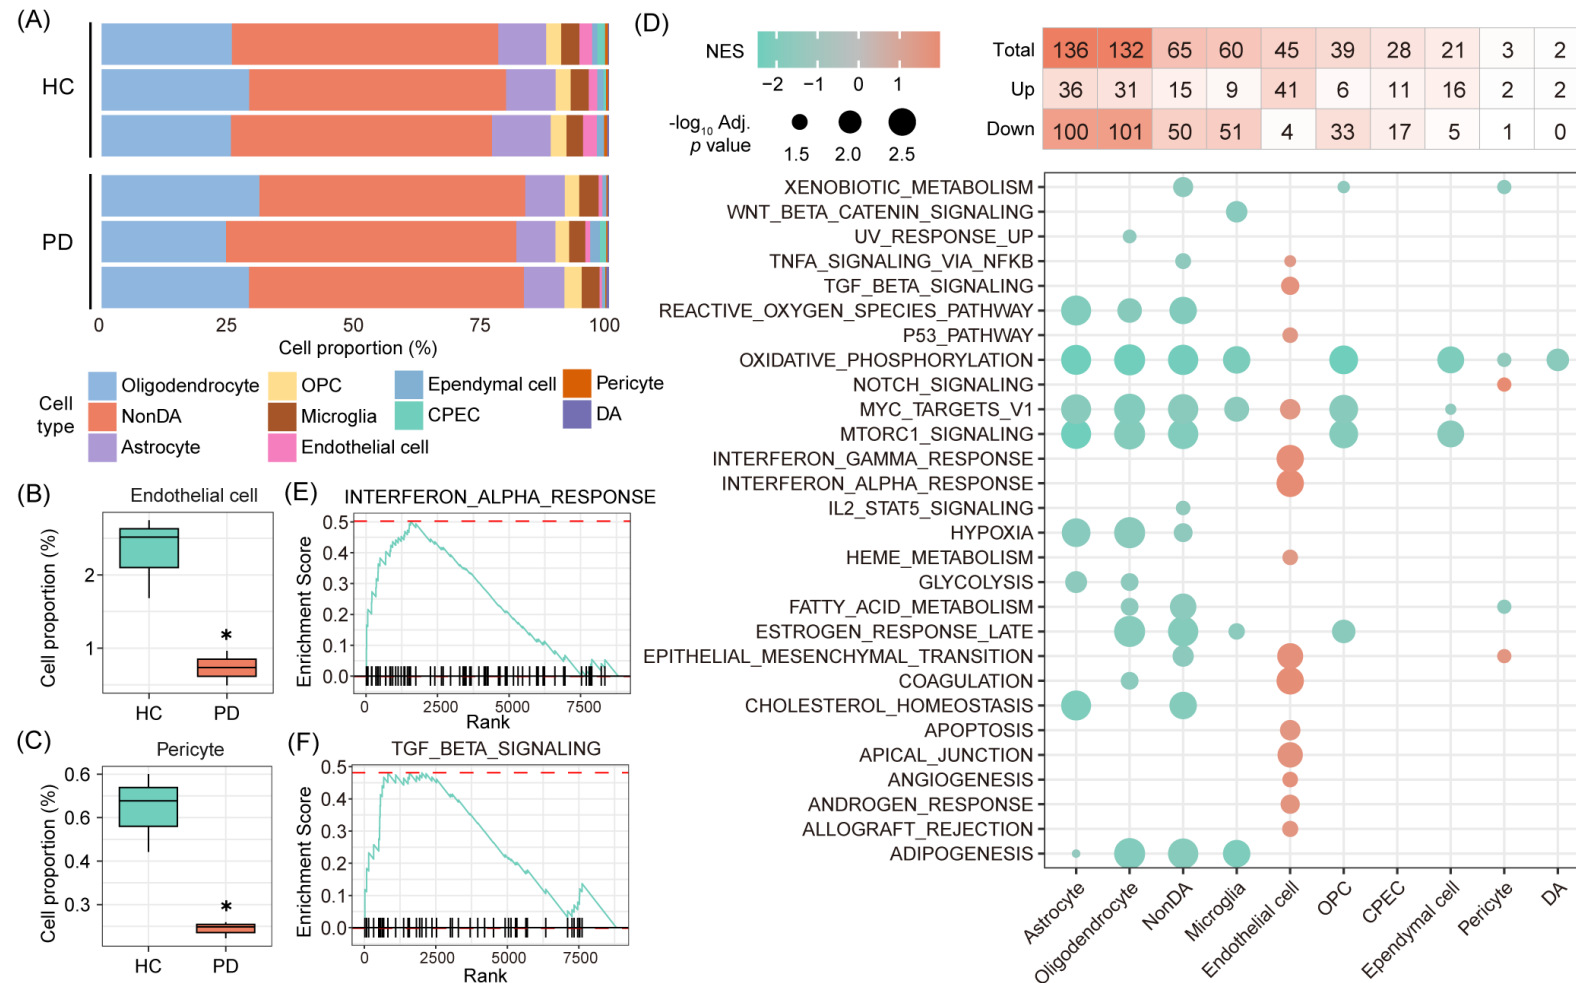 (A)
HC
PD
0 25 50 75 100
Cell proportion (%)
Cell type
Oligodendrocyte
NonDA
Astrocyte
OPC
Microglia
Endothelial cell
Ependymal cell
CPEC
Pericyte
DA
(B)
Endothelial cell
Cell proportion (%)
2
1
*
HC PD
(C)
Pericyte
Cell proportion (%)
0.6
0.6
0.4
0.3
*
HC PD
(E)
INTERFERON_ALPHA_RESPONSE
Enrichment Score
0.5
0.4
0.3
0.2
0.1
0.0
0 2500 5000 7500
Rank
(F)
TGF_BETA_SIGNALING
Enrichment Score
0.5
0.4
0.3
0.2
0.1
0.0
0 2500 5000 7500
Rank
(D)
NES
−2 −1 0 1
-log10 Adj. p value
1.5 2.0 2.5
Total 136 132 65 60 45 39 28 21 3 2
Up 36 31 15 9 41 6 11 16 2 2
Down 100 101 50 51 4 33 17 5 1 0
XENOBIOTIC_METABOLISM
WNT_BETA_CATENIN_SIGNALING
UV_RESPONSE_UP
TNFA_SIGNALING_VIA_NFKB
TGF_BETA_SIGNALING
REACTIVE_OXYGEN_SPECIES_PATHWAY
P53_PATHWAY
OXIDATIVE_PHOSPHORYLATION
NOTCH_SIGNALING
MYC_TARGETS_V1
MTORC1_SIGNALING
INTERFERON_GAMMA_RESPONSE
INTERFERON_ALPHA_RESPONSE
IL2_STAT5_SIGNALING
HYPOXIA
HEME_METABOLISM
GLYCOLYSIS
FATTY_ACID_METABOLISM
ESTROGEN_RESPONSE_LATE
EPITHELIAL_MESENCHYMAL_TRANSITION
COAGULATION
CHOLESTEROL_HOMEOSTASIS
APOPTOSIS
APICAL_JUNCTION
ANGIOGENESIS
ANDROGEN_RESPONSE
ALLOGRAFT_REJECTION
ADIPOGENESIS
Astrocyte
Oligodendrocyte
NonDA
Microglia
Endothelial cell
OPC
CPEC
Ependymal cell
Pericyte
DA